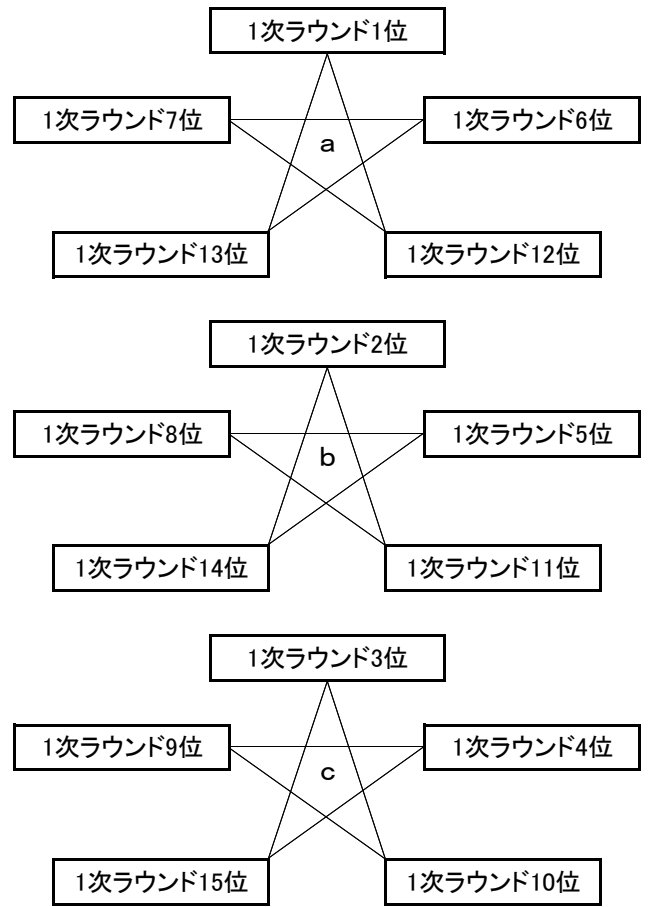 1次ラウンド1位
1次ラウンド7位
1次ラウンド6位
a
1次ラウンド13位
1次ラウンド12位
1次ラウンド2位
1次ラウンド8位
1次ラウンド5位
b
1次ラウンド14位
1次ラウンド11位
1次ラウンド3位
1次ラウンド9位
1次ラウンド4位
c
1次ラウンド15位
1次ラウンド10位